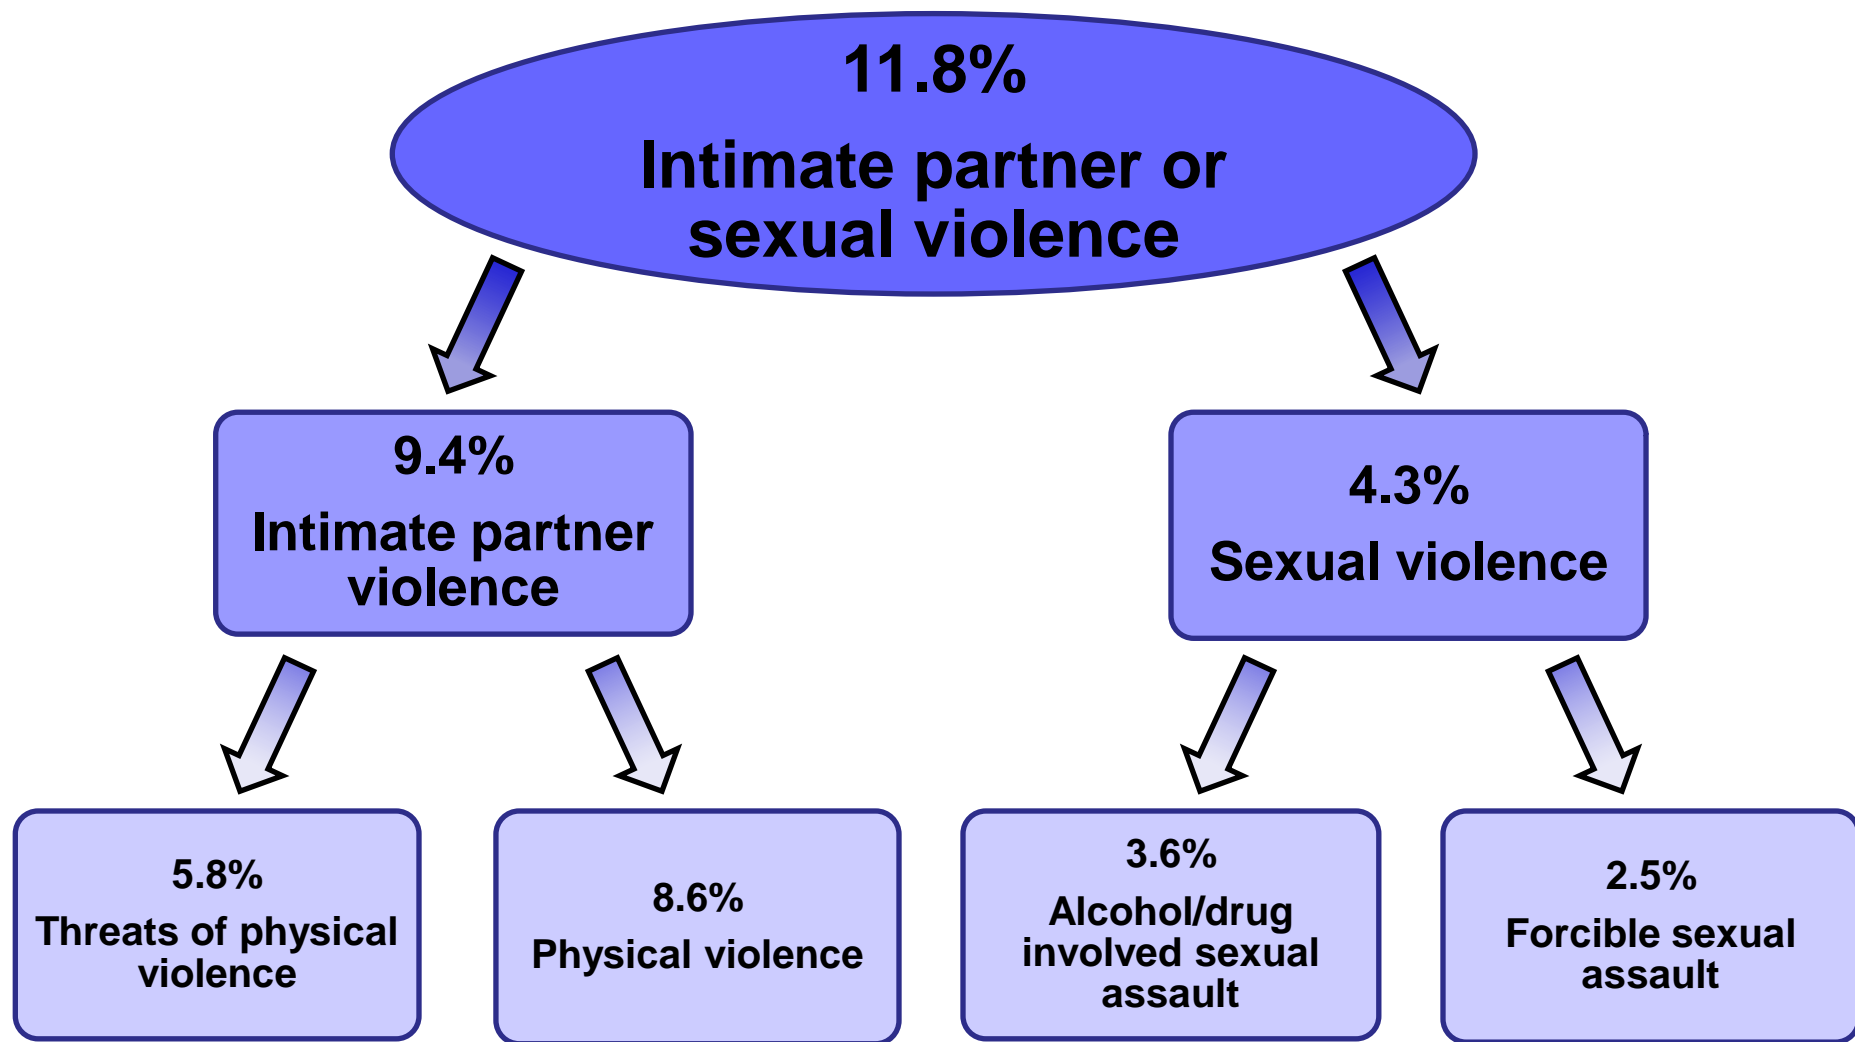 11.8%
Intimate partner or
sexual violence
9.4%
Intimate partner
violence
4.3%
Sexual violence
5.8%
Threats of physical
violence
8.6%
Physical violence
3.6%
Alcohol/drug
involved sexual
assault
2.5%
Forcible sexual
assault